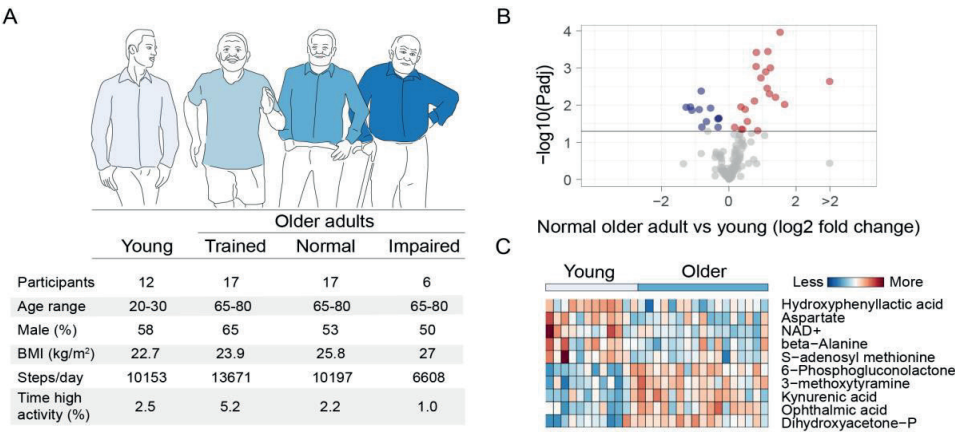 A
Older adults
Young Trained Normal Impaired
Participants 12 17 17 6
Age range 20-30 65-80 65-80 65-80
Male (%) 58 65 53 50
BMI (kg/m²) 22.7 23.9 25.8 27
Steps/day 10153 13671 10197 6608
Time high
activity (%) 2.5 5.2 2.2 1.0
B
−log10(Padj)
4
3
2
1
0
−2 0 2 >2
Normal older adult vs young (log2 fold change)
C
Young Older Less More
Hydroxyphenyllactic acid
Aspartate
NAD+
beta-Alanine
S-adenosyl methionine
6-Phosphogluconolactone
3-methoxytyramine
Kynurenic acid
Ophthalmic acid
Dihydroxyacetone-P